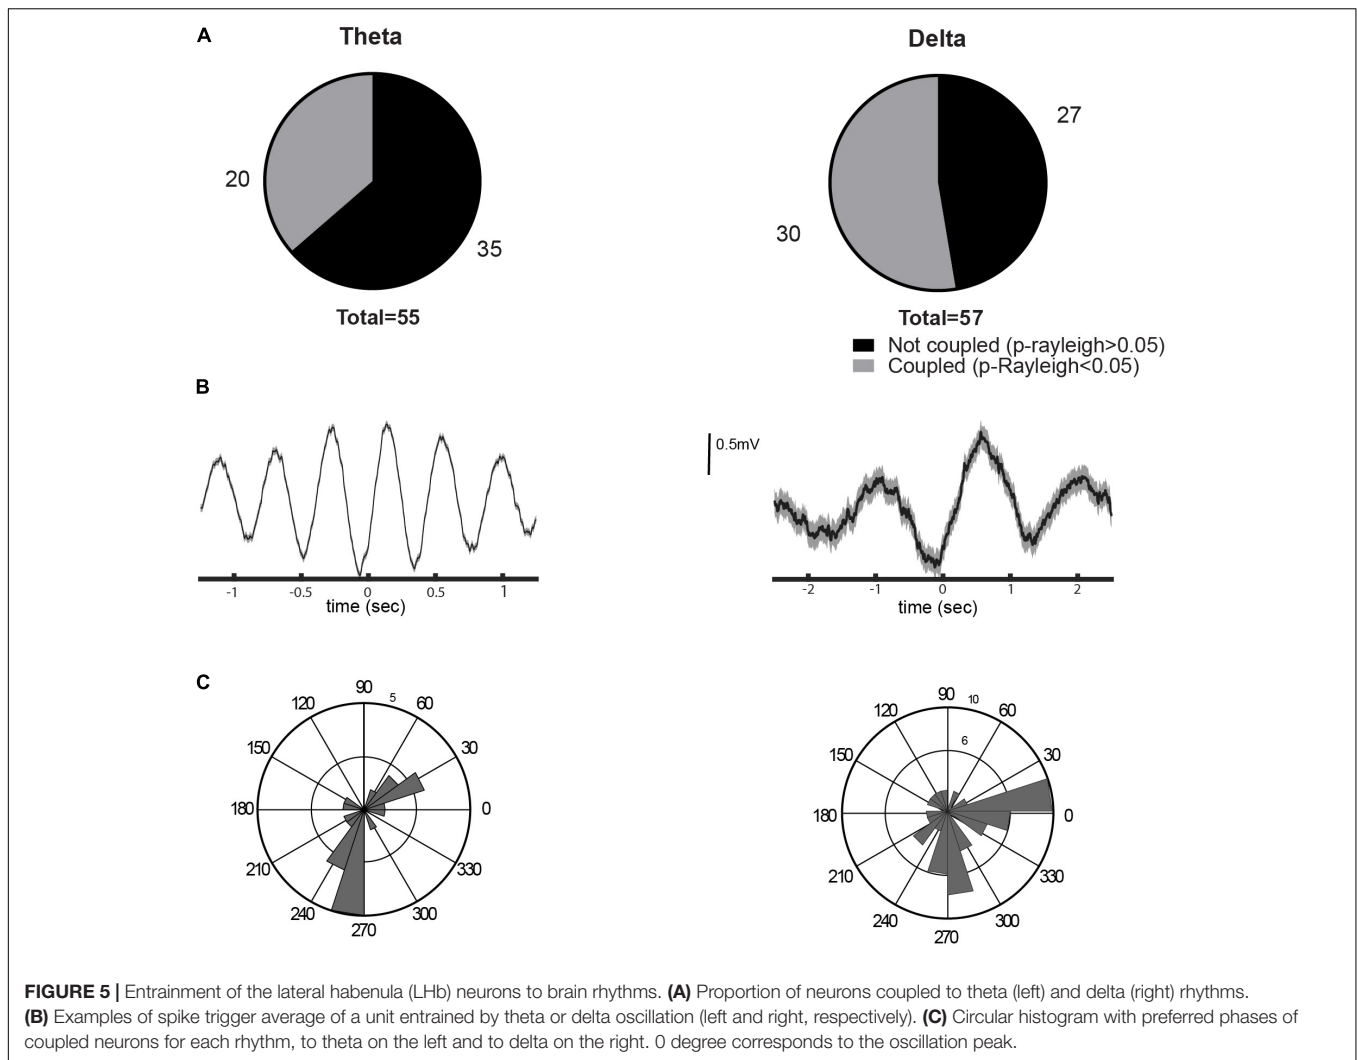 A
Theta
Delta
20
35
27
30
Total=55
Total=57
Not coupled (p-rayleigh>0.05)
Coupled (p-Rayleigh<0.05)
B
0.5mV
-1 -0.5 0 0.5 1
time (sec)
-2 -1 0 1 2
time (sec)
C
90 5
120 60
150 30
180 0
210 330
240 300
270
90 10
120 60
6
150 30
180 0
210 330
240 300
270
FIGURE 5 | Entrainment of the lateral habenula (LHb) neurons to brain rhythms. (A) Proportion of neurons coupled to theta (left) and delta (right) rhythms.
(B) Examples of spike trigger average of a unit entrained by theta or delta oscillation (left and right, respectively). (C) Circular histogram with preferred phases of
coupled neurons for each rhythm, to theta on the left and to delta on the right. 0 degree corresponds to the oscillation peak.